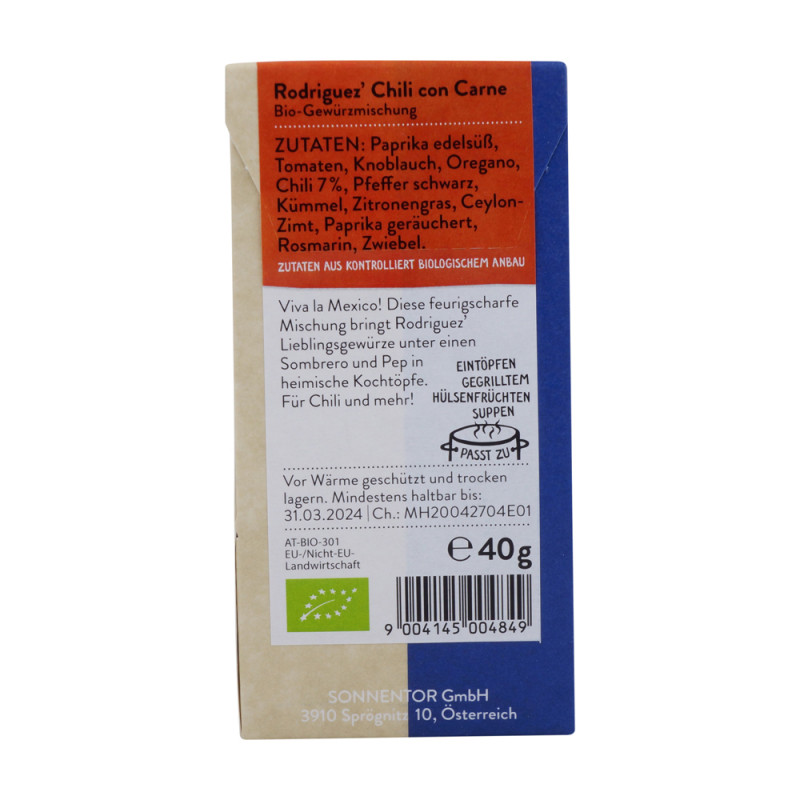 Rodriguez' Chili con Carne
Bio-Gewürzmischung
ZUTATEN: Paprika edelsüß,
Tomaten, Knoblauch, Oregano,
Chili 7%, Pfeffer schwarz,
Kümmel, Zitronengras, Ceylon-
Zimt, Paprika geräuchert,
Rosmarin, Zwiebel.
ZUTATEN AUS KONTROLLIERT BIOLOGISCHEM ANBAU
Viva la Mexico! Diese feurigscharfe
Mischung bringt Rodriguez'
Lieblingsgewürze unter einen
Sombrero und Pep in
heimische Kochtöpfe.
Für Chili und mehr!
EINTÖPFEN
GEGRILLTEM
HÜLSENFRÜCHTEN
SUPPEN
PASST ZU
Vor Wärme geschützt und trocken
lagern. Mindestens haltbar bis:
31.03.2024 | Ch.: MH20042704E01
AT-BIO-301
EU-/Nicht-EU-
Landwirtschaft
℮ 40g
9 004145 004849
SONNENTOR GmbH
3910 Sprögnitz 10, Österreich